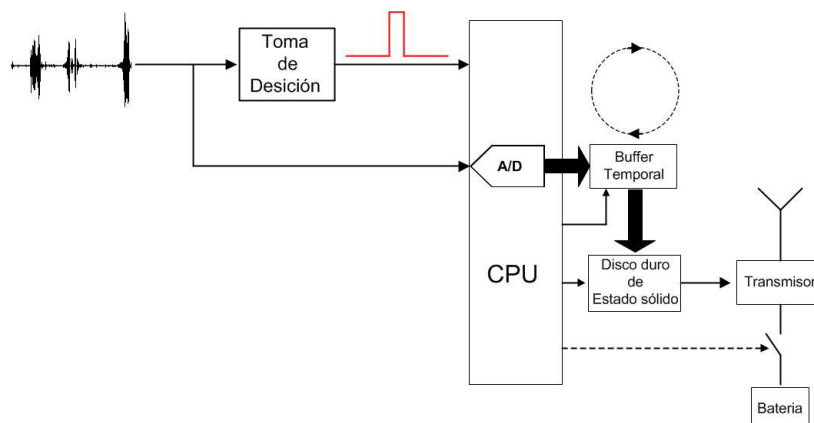 Toma
de
Desición
A/D
Buffer
Temporal
CPU
Disco duro
de
Estado sólido
Transmisor
Bateria